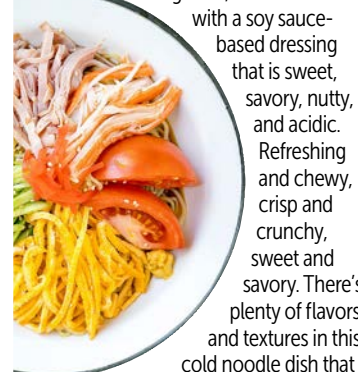 with a soy sauce-
based dressing
that is sweet,
savory, nutty,
and acidic.
Refreshing
and chewy,
crisp and
crunchy,
sweet and
savory. There's
plenty of flavors
and textures in this
cold noodle dish that